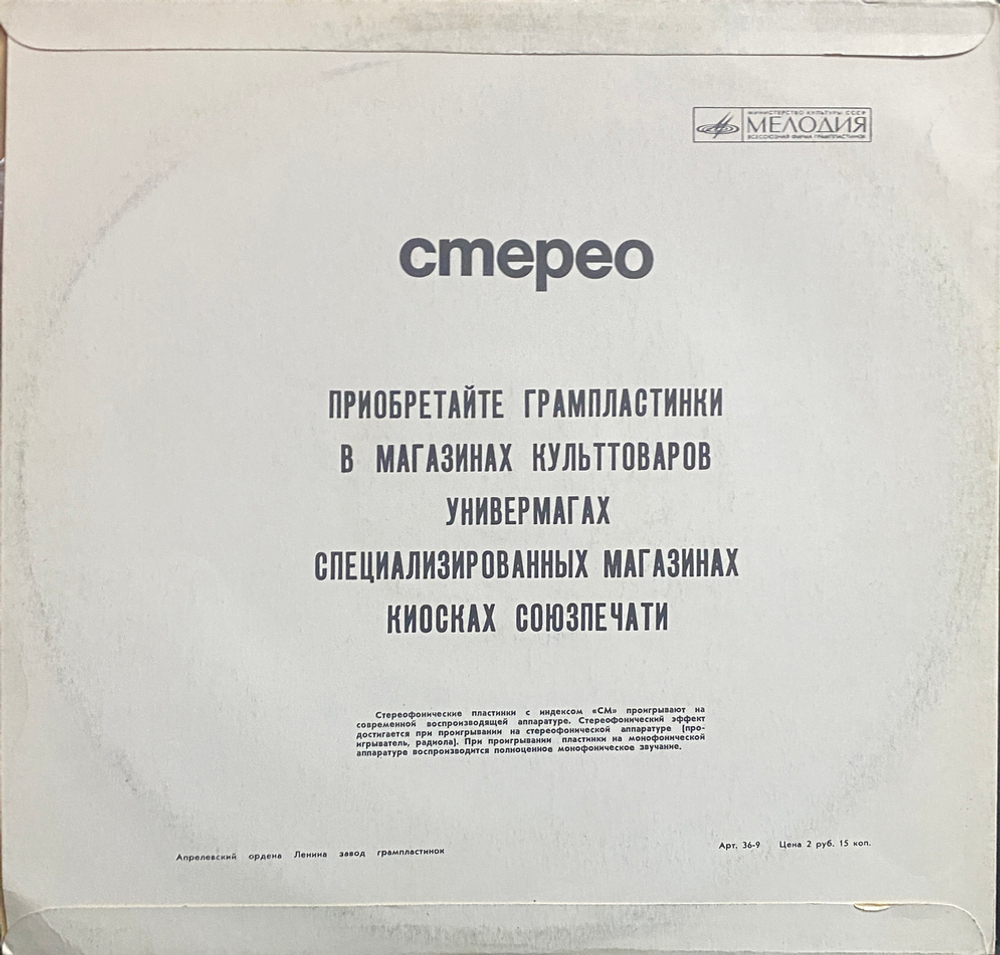 МИНИСТЕРСТВО КУЛЬТУРЫ СССР
МЕЛОДИЯ
ВСЕСОЮЗНАЯ ФИРМА ГРАМПЛАСТИНОК
стерео
ПРИОБРЕТАЙТЕ ГРАМПЛАСТИНКИ
В МАГАЗИНАХ КУЛЬТТОВАРОВ
УНИВЕРМАГАХ
СПЕЦИАЛИЗИРОВАННЫХ МАГАЗИНАХ
КИОСКАХ СОЮЗПЕЧАТИ
Стереофонические пластинки с индексом «СМ» проигрывают на
современной воспроизводящей аппаратуре. Стереофонический эффект
достигается при проигрывании на стереофонической аппаратуре (про-
игрыватель, радиола). При проигрывании пластинки на монофонической
аппаратуре воспроизводится полноценное монофоническое звучание.
Апрелевский ордена Ленина завод грампластинок
Арт. 36-9 Цена 2 руб. 15 коп.